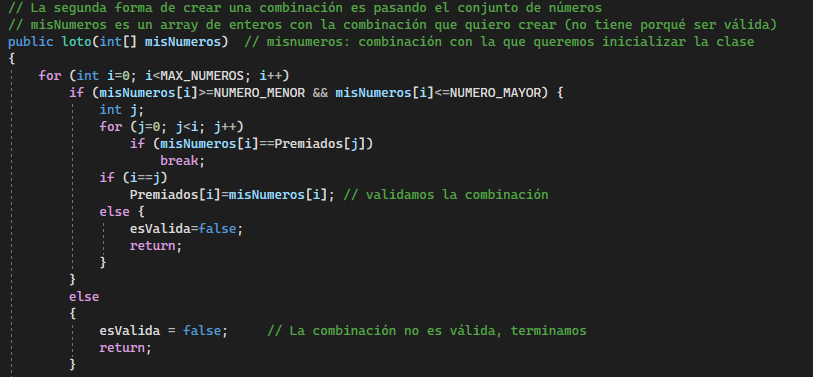 // La segunda forma de crear una combinación es pasando el conjunto de números
// misNumeros es un array de enteros con la combinación que quiero crear (no tiene porqué ser válida)
public loto(int[] misNumeros)  // misnumeros: combinación con la que queremos inicializar la clase
{
    for (int i=0; i<MAX_NUMEROS; i++)
        if (misNumeros[i]>=NUMERO_MENOR && misNumeros[i]<=NUMERO_MAYOR) {
            int j;
            for (j=0; j<i; j++)
                if (misNumeros[i]==Premiados[j])
                    break;
            if (i==j)
                Premiados[i]=misNumeros[i]; // validamos la combinación
            else {
                esValida=false;
                return;
            }
        }
        else
        {
            esValida = false;     // La combinación no es válida, terminamos
            return;
        }